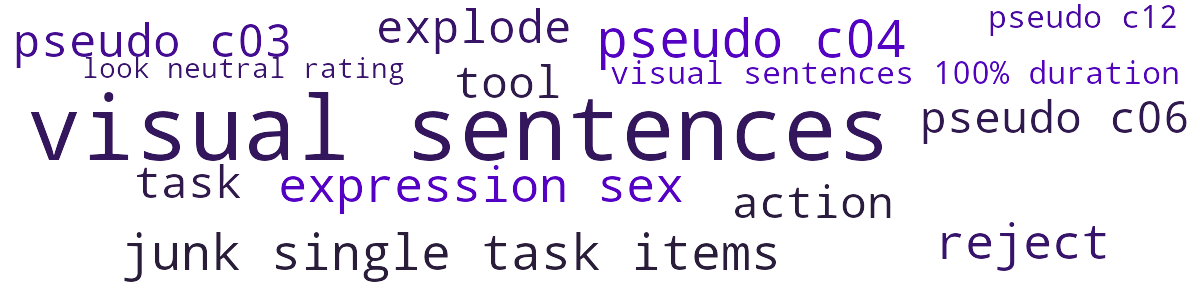 pseudo c03 explode pseudo c04 pseudo c12
look neutral rating tool visual sentences 100% duration
visual sentences pseudo c06
task expression sex action
junk single task items reject